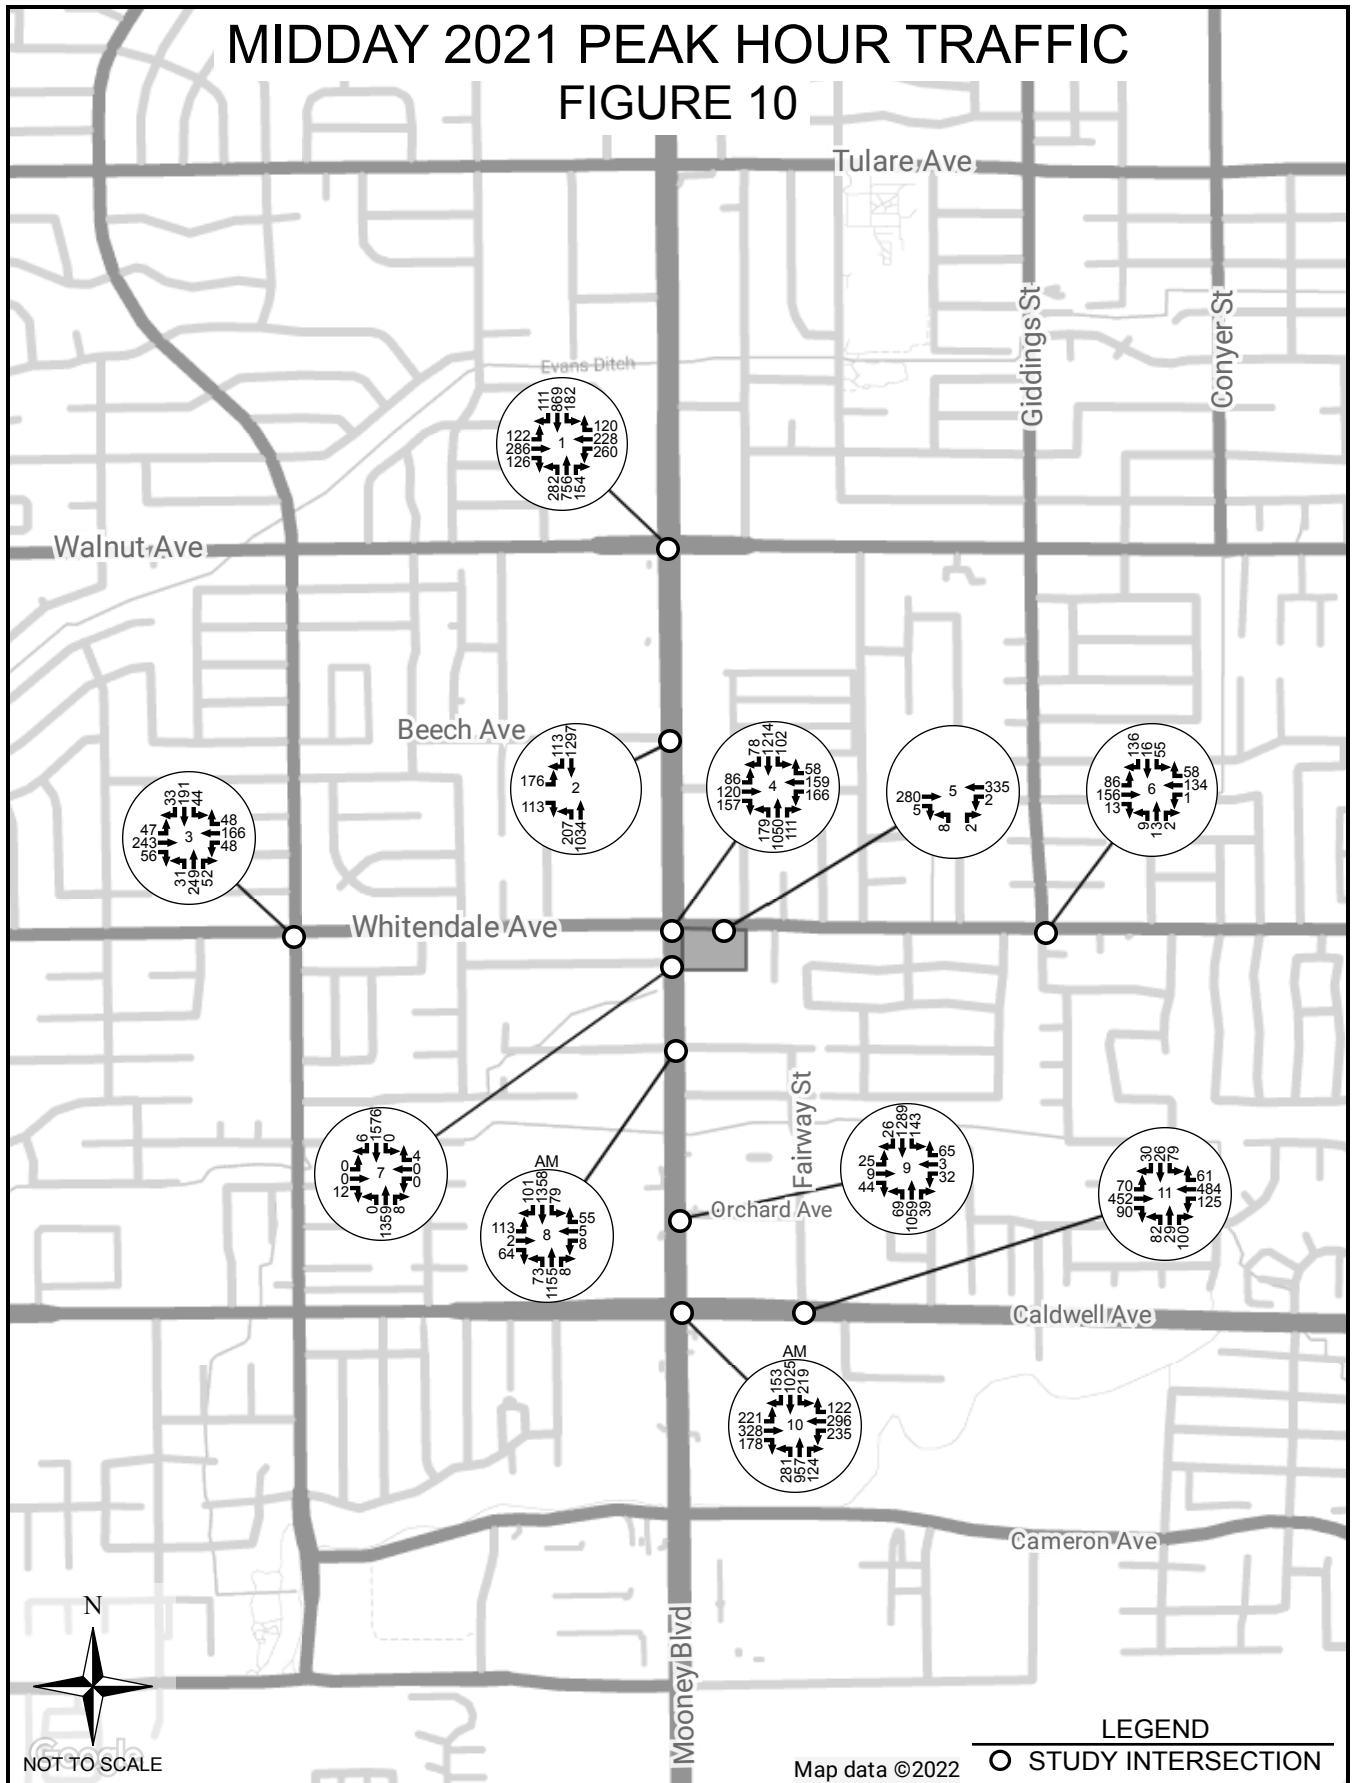 MIDDAY 2021 PEAK HOUR TRAFFIC
FIGURE 10
Tulare Ave
Giddings St
Conyer St
Evans Ditch
111 869 182
122 120
286 1 228
126 260
282 756 154
Walnut Ave
Beech Ave
113 1297
176 2
113
207 1034
78 1214 102
86 58
120 4 159
157 166
179 1050 111
5 335
280 2
5
8 2
136 16 55
86 58
156 6 134
13 1
9 13 2
33 191 44
47 48
243 3 166
56 48
31 249 52
Whitendale Ave
Fairway St
6 1576 0
0 4
0 7 0
12 0
0 1359 8
AM
101 1358 79
113 55
2 8 5
64 8
73 1155 8
26 1289 143
25 65
9 9 3
44 32
69 1059 39
Orchard Ave
30 26 79
70 61
452 11 484
90 125
82 29 100
Caldwell Ave
AM
153 1025 219
221 122
328 10 296
178 235
281 957 124
Cameron Ave
Mooney Blvd
N
Google
NOT TO SCALE
Map data ©2022
LEGEND
STUDY INTERSECTION